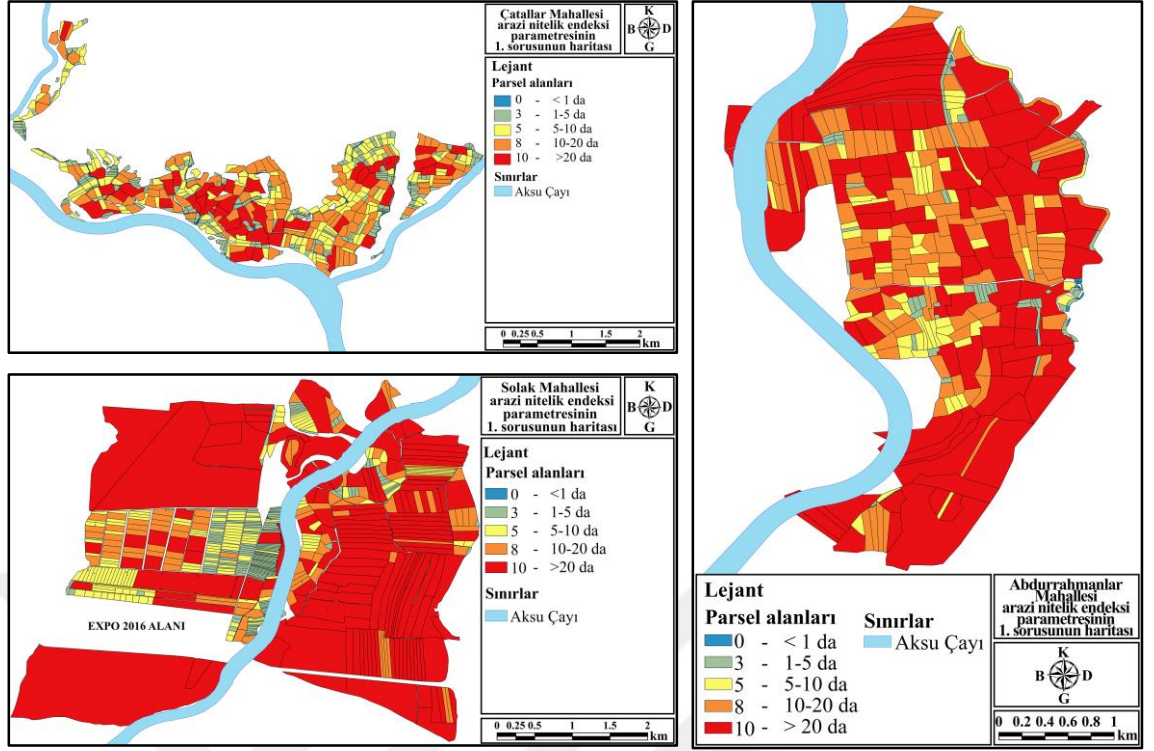 Çatallar Mahallesi
arazi nitelik endeksi
parametresinin
1. sorusunun haritası
K
B D
G
Lejant
Parsel alanları
0 - < 1 da
3 - 1-5 da
5 - 5-10 da
8 - 10-20 da
10 - >20 da
Sınırlar
Aksu Çayı
0 0.25 0.5 1 1.5 2
km
Solak Mahallesi
arazi nitelik endeksi
parametresinin
1. sorusunun haritası
K
B D
G
Lejant
Parsel alanları
0 - <1 da
3 - 1-5 da
5 - 5-10 da
8 - 10-20 da
10 - >20 da
Sınırlar
Aksu Çayı
EXPO 2016 ALANI
0 0.25 0.5 1 1.5 2
km
Lejant
Parsel alanları
0 - < 1 da
3 - 1-5 da
5 - 5-10 da
8 - 10-20 da
10 - > 20 da
Sınırlar
Aksu Çayı
Abdurrahmanlar
Mahallesi
arazi nitelik endeksi
parametresinin
1. sorusunun haritası
K
B D
G
0 0.2 0.4 0.6 0.8 1
km